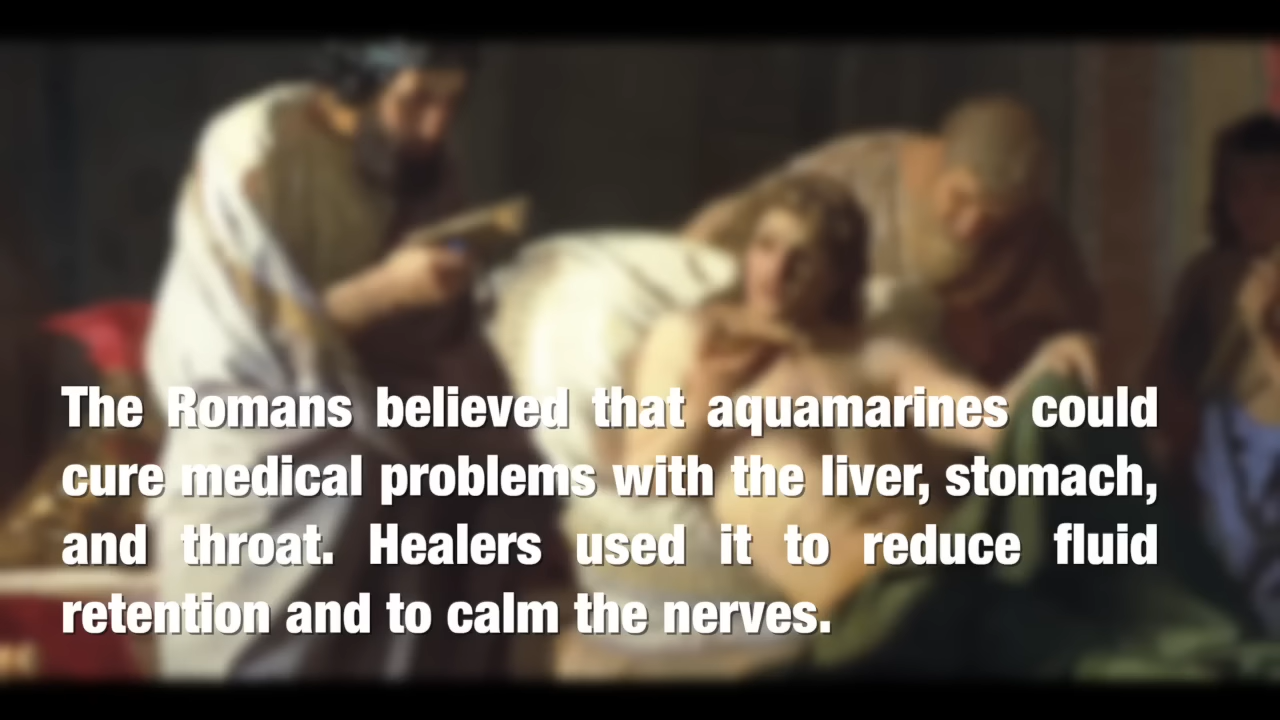 The Romans believed that aquamarines could
cure medical problems with the liver, stomach,
and throat. Healers used it to reduce fluid
retention and to calm the nerves.